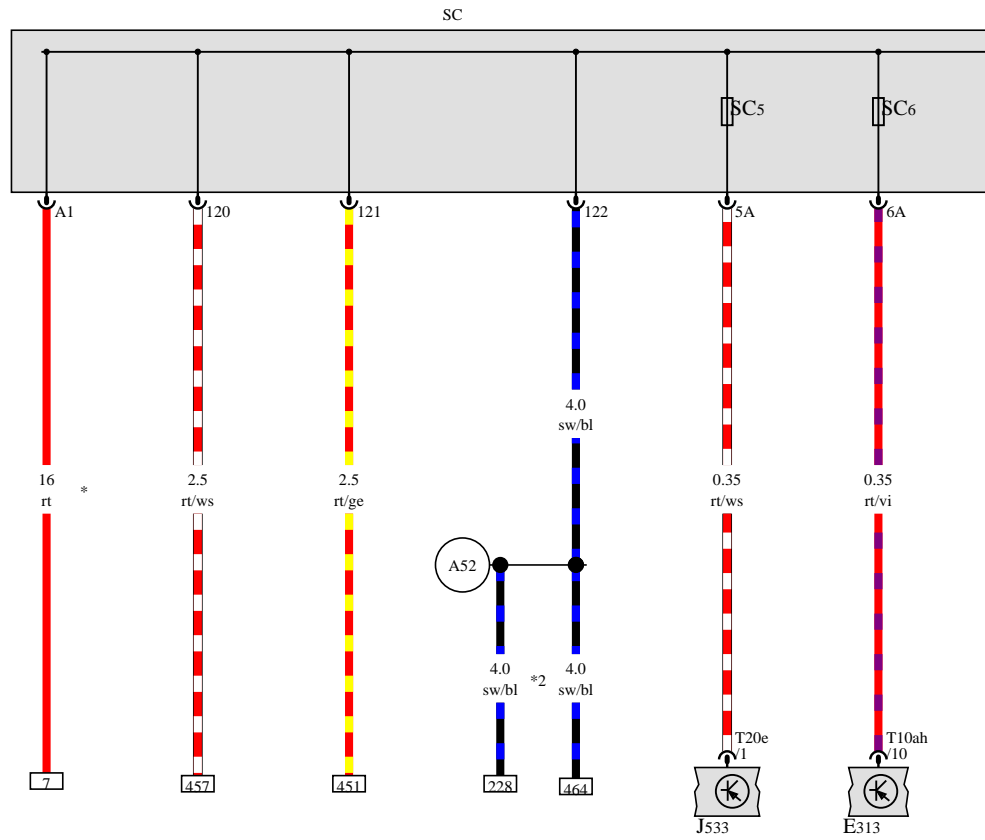 SC
SC5
SC6
A1
120
121
122
5A
6A
4.0
sw/bl
16
rt
*
2.5
rt/ws
2.5
rt/ge
0.35
rt/ws
0.35
rt/vi
A52
4.0
sw/bl
*2
4.0
sw/bl
T20e
/1
T10ah
/10
7
457
451
228
464
J533
E313